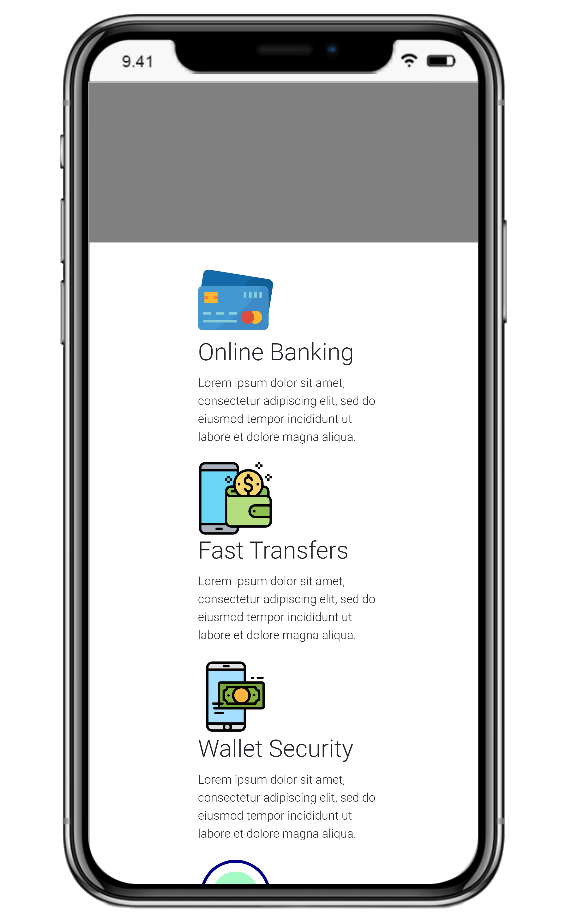 9.41
Online Banking
Lorem ipsum dolor sit amet,
consectetur adipiscing elit, sed do
eiusmod tempor incididunt ut
labore et dolore magna aliqua.
Fast Transfers
Lorem ipsum dolor sit amet,
consectetur adipiscing elit, sed do
eiusmod tempor incididunt ut
labore et dolore magna aliqua.
Wallet Security
Lorem ipsum dolor sit amet,
consectetur adipiscing elit, sed do
eiusmod tempor incididunt ut
labore et dolore magna aliqua.